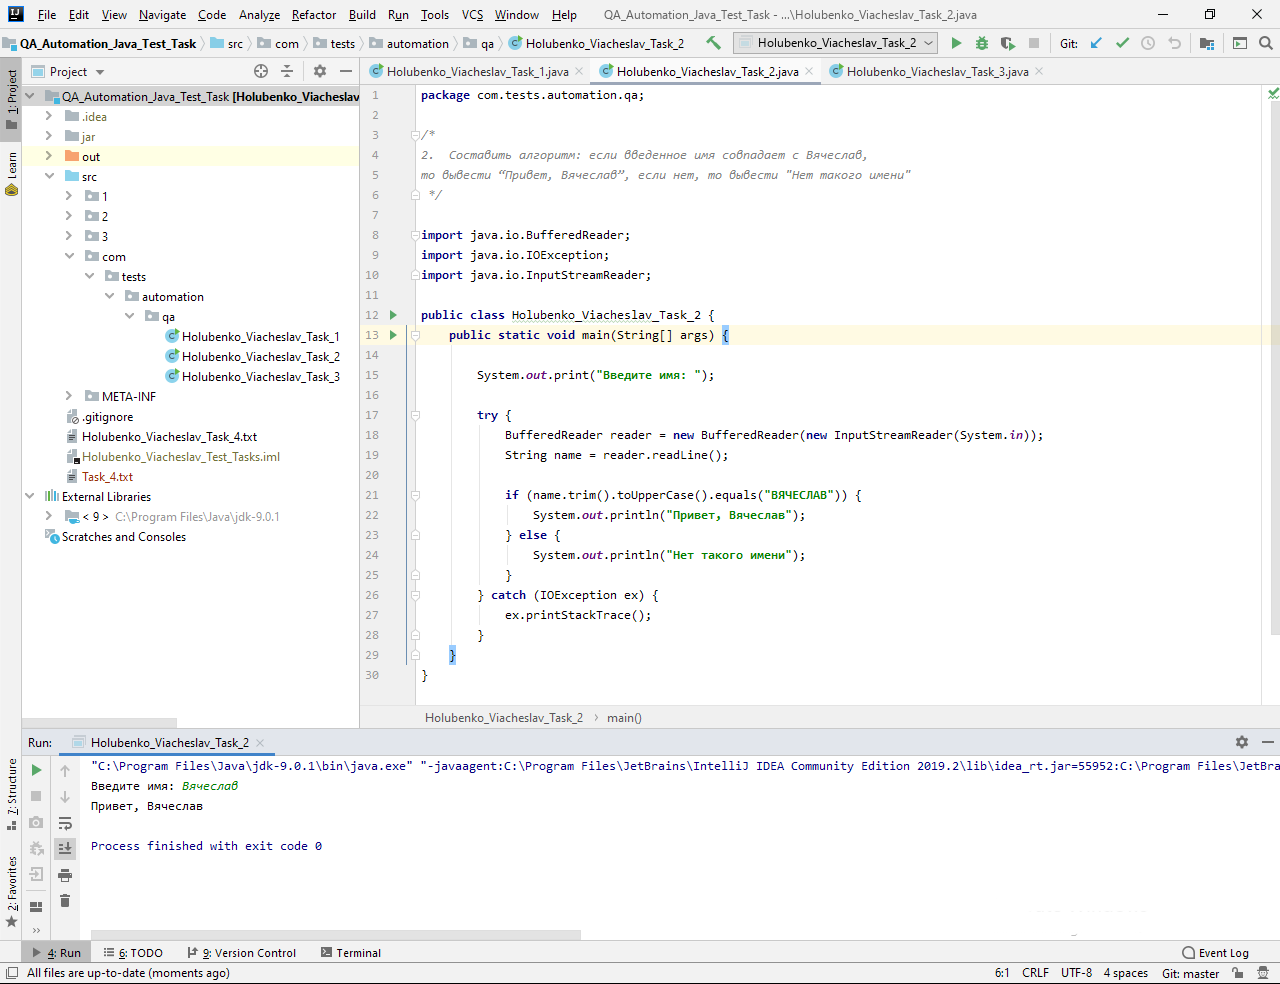 File Edit View Navigate Code Analyze Refactor Build Run Tools VCS Window Help QA_Automation_Java_Test_Task - ...\Holubenko_Viacheslav_Task_2.java
QA_Automation_Java_Test_Task src com tests automation qa Holubenko_Viacheslav_Task_2 Holubenko_Viacheslav_Task_2 Git:
Project
Holubenko_Viacheslav_Task_1.java Holubenko_Viacheslav_Task_2.java Holubenko_Viacheslav_Task_3.java
1: Project
Learn
QA_Automation_Java_Test_Task [Holubenko_Viacheslav
.idea
jar
out
src
1
2
3
com
tests
automation
qa
Holubenko_Viacheslav_Task_1
Holubenko_Viacheslav_Task_2
Holubenko_Viacheslav_Task_3
META-INF
.gitignore
Holubenko_Viacheslav_Task_4.txt
Holubenko_Viacheslav_Test_Tasks.iml
Task_4.txt
External Libraries
< 9 > C:\Program Files\Java\jdk-9.0.1
Scratches and Consoles
1 package com.tests.automation.qa;
2
3 /*
4 2. Составить алгоритм: если введенное имя совпадает с Вячеслав,
5 то вывести “Привет, Вячеслав”, если нет, то вывести "Нет такого имени"
6 */
7
8 import java.io.BufferedReader;
9 import java.io.IOException;
10 import java.io.InputStreamReader;
11
12 public class Holubenko_Viacheslav_Task_2 {
13 public static void main(String[] args) {
14
15 System.out.print("Введите имя: ");
16
17 try {
18 BufferedReader reader = new BufferedReader(new InputStreamReader(System.in));
19 String name = reader.readLine();
20
21 if (name.trim().toUpperCase().equals("ВЯЧЕСЛАВ")) {
22 System.out.println("Привет, Вячеслав");
23 } else {
24 System.out.println("Нет такого имени");
25 }
26 } catch (IOException ex) {
27 ex.printStackTrace();
28 }
29 }
30 }
Holubenko_Viacheslav_Task_2 › main()
Run: Holubenko_Viacheslav_Task_2
7: Structure
2: Favorites
"C:\Program Files\Java\jdk-9.0.1\bin\java.exe" "-javaagent:C:\Program Files\JetBrains\IntelliJ IDEA Community Edition 2019.2\lib\idea_rt.jar=55952:C:\Program Files\JetBra
Введите имя: Вячеслав
Привет, Вячеслав
Process finished with exit code 0
4: Run 6: TODO 9: Version Control Terminal Event Log
All files are up-to-date (moments ago) 6:1 CRLF UTF-8 4 spaces Git: master